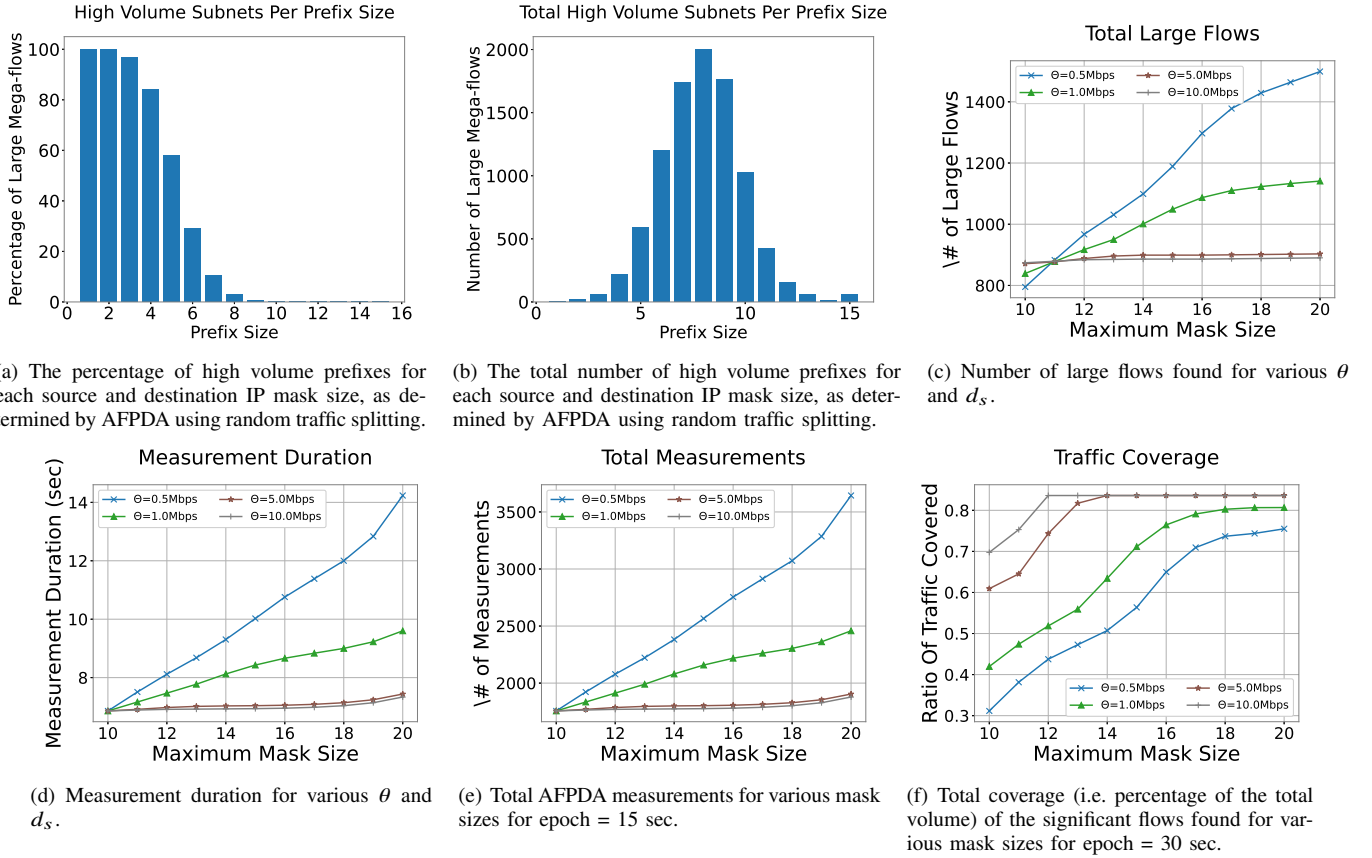 High Volume Subnets Per Prefix Size
Percentage of Large Mega-flows
100
80
60
40
20
0
0 2 4 6 8 10 12 14 16
Prefix Size
(a) The percentage of high volume prefixes for
each source and destination IP mask size, as de-
termined by AFPDA using random traffic splitting.
Total High Volume Subnets Per Prefix Size
Number of Large Mega-flows
2000
1500
1000
500
0
0 5 10 15
Prefix Size
(b) The total number of high volume prefixes for
each source and destination IP mask size, as deter-
mined by AFPDA using random traffic splitting.
Total Large Flows
\# of Large Flows
Θ=0.5Mbps Θ=5.0Mbps
Θ=1.0Mbps Θ=10.0Mbps
1400
1200
1000
800
10 12 14 16 18 20
Maximum Mask Size
(c) Number of large flows found for various θ
and d_s.
Measurement Duration
Measurement Duration (sec)
Θ=0.5Mbps Θ=5.0Mbps
Θ=1.0Mbps Θ=10.0Mbps
14
12
10
8
10 12 14 16 18 20
Maximum Mask Size
(d) Measurement duration for various θ and
d_s.
Total Measurements
\# of Measurements
Θ=0.5Mbps Θ=5.0Mbps
Θ=1.0Mbps Θ=10.0Mbps
3500
3000
2500
2000
10 12 14 16 18 20
Maximum Mask Size
(e) Total AFPDA measurements for various mask
sizes for epoch = 15 sec.
Traffic Coverage
Ratio Of Traffic Covered
0.8
0.7
0.6
0.5
0.4
0.3
Θ=0.5Mbps Θ=5.0Mbps
Θ=1.0Mbps Θ=10.0Mbps
10 12 14 16 18 20
Maximum Mask Size
(f) Total coverage (i.e. percentage of the total
volume) of the significant flows found for var-
ious mask sizes for epoch = 30 sec.